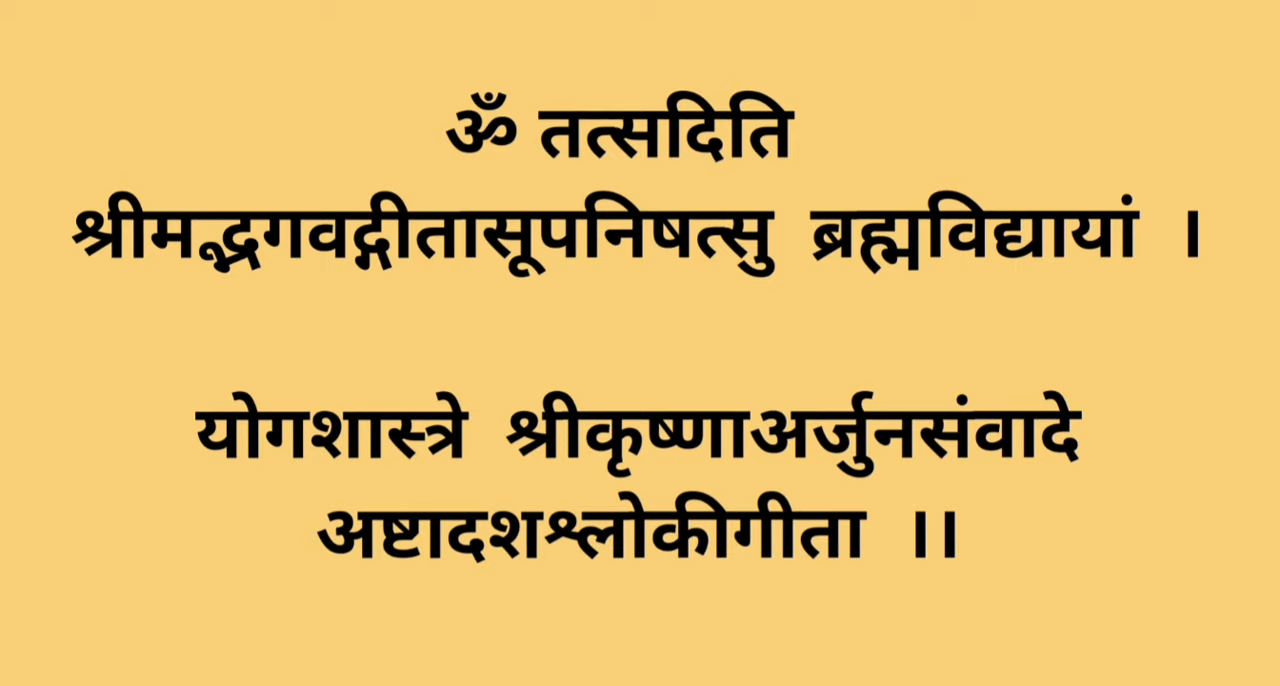 ॐ तत्सदिति
श्रीमद्भगवद्गीतासूपनिषत्सु ब्रह्मविद्यायां ।
योगशास्त्रे श्रीकृष्णाअर्जुनसंवादे
अष्टादशश्लोकीगीता ।।